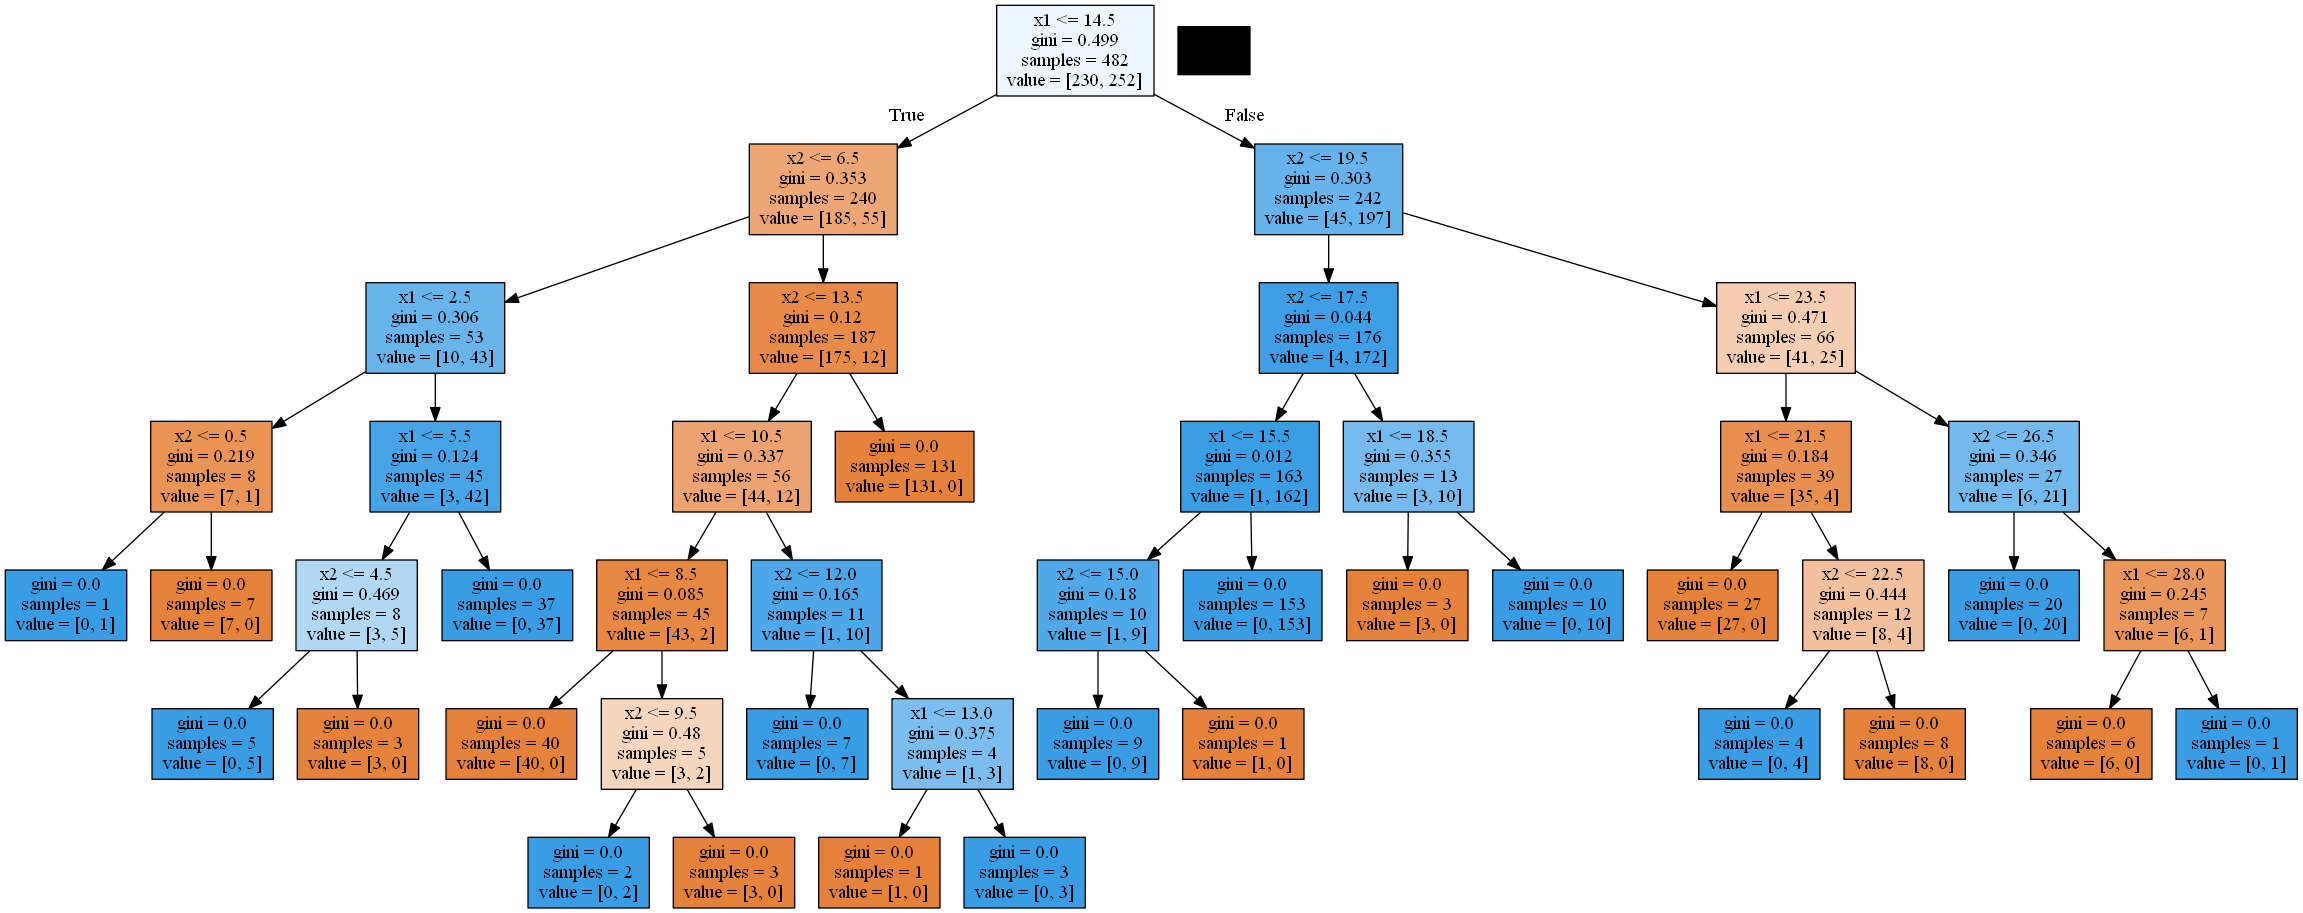 x1 <= 14.5
gini = 0.499
samples = 482
value = [230, 252]
True
False
x2 <= 6.5
gini = 0.353
samples = 240
value = [185, 55]
x2 <= 19.5
gini = 0.303
samples = 242
value = [45, 197]
x1 <= 2.5
gini = 0.306
samples = 53
value = [10, 43]
x2 <= 13.5
gini = 0.12
samples = 187
value = [175, 12]
x2 <= 17.5
gini = 0.044
samples = 176
value = [4, 172]
x1 <= 23.5
gini = 0.471
samples = 66
value = [41, 25]
x2 <= 0.5
gini = 0.219
samples = 8
value = [7, 1]
x1 <= 5.5
gini = 0.124
samples = 45
value = [3, 42]
x1 <= 10.5
gini = 0.337
samples = 56
value = [44, 12]
gini = 0.0
samples = 131
value = [131, 0]
x1 <= 15.5
gini = 0.012
samples = 163
value = [1, 162]
x1 <= 18.5
gini = 0.355
samples = 13
value = [3, 10]
x1 <= 21.5
gini = 0.184
samples = 39
value = [35, 4]
x2 <= 26.5
gini = 0.346
samples = 27
value = [6, 21]
gini = 0.0
samples = 1
value = [0, 1]
gini = 0.0
samples = 7
value = [7, 0]
x2 <= 4.5
gini = 0.469
samples = 8
value = [3, 5]
gini = 0.0
samples = 37
value = [0, 37]
x1 <= 8.5
gini = 0.085
samples = 45
value = [43, 2]
x2 <= 12.0
gini = 0.165
samples = 11
value = [1, 10]
x2 <= 15.0
gini = 0.18
samples = 10
value = [1, 9]
gini = 0.0
samples = 153
value = [0, 153]
gini = 0.0
samples = 3
value = [3, 0]
gini = 0.0
samples = 10
value = [0, 10]
gini = 0.0
samples = 27
value = [27, 0]
x2 <= 22.5
gini = 0.444
samples = 12
value = [8, 4]
gini = 0.0
samples = 20
value = [0, 20]
x1 <= 28.0
gini = 0.245
samples = 7
value = [6, 1]
gini = 0.0
samples = 5
value = [0, 5]
gini = 0.0
samples = 3
value = [3, 0]
gini = 0.0
samples = 40
value = [40, 0]
x2 <= 9.5
gini = 0.48
samples = 5
value = [3, 2]
gini = 0.0
samples = 7
value = [0, 7]
x1 <= 13.0
gini = 0.375
samples = 4
value = [1, 3]
gini = 0.0
samples = 9
value = [0, 9]
gini = 0.0
samples = 1
value = [1, 0]
gini = 0.0
samples = 4
value = [0, 4]
gini = 0.0
samples = 8
value = [8, 0]
gini = 0.0
samples = 6
value = [6, 0]
gini = 0.0
samples = 1
value = [0, 1]
gini = 0.0
samples = 2
value = [0, 2]
gini = 0.0
samples = 3
value = [3, 0]
gini = 0.0
samples = 1
value = [1, 0]
gini = 0.0
samples = 3
value = [0, 3]